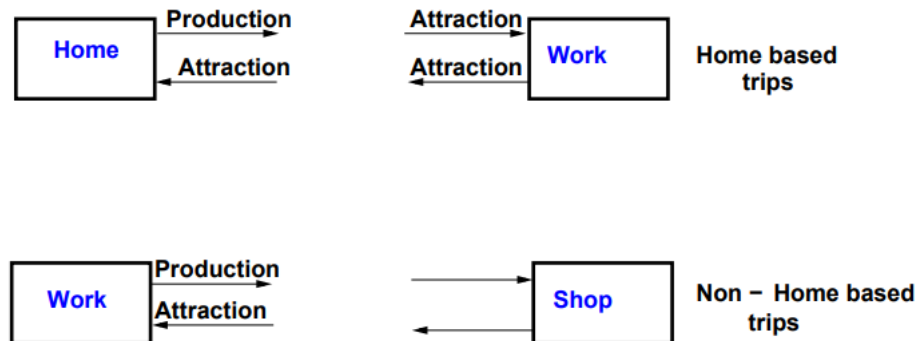 Production
Attraction
Home
Work
Home based
Attraction
Attraction
trips
Production
Work
Shop
Non − Home based
Attraction
trips